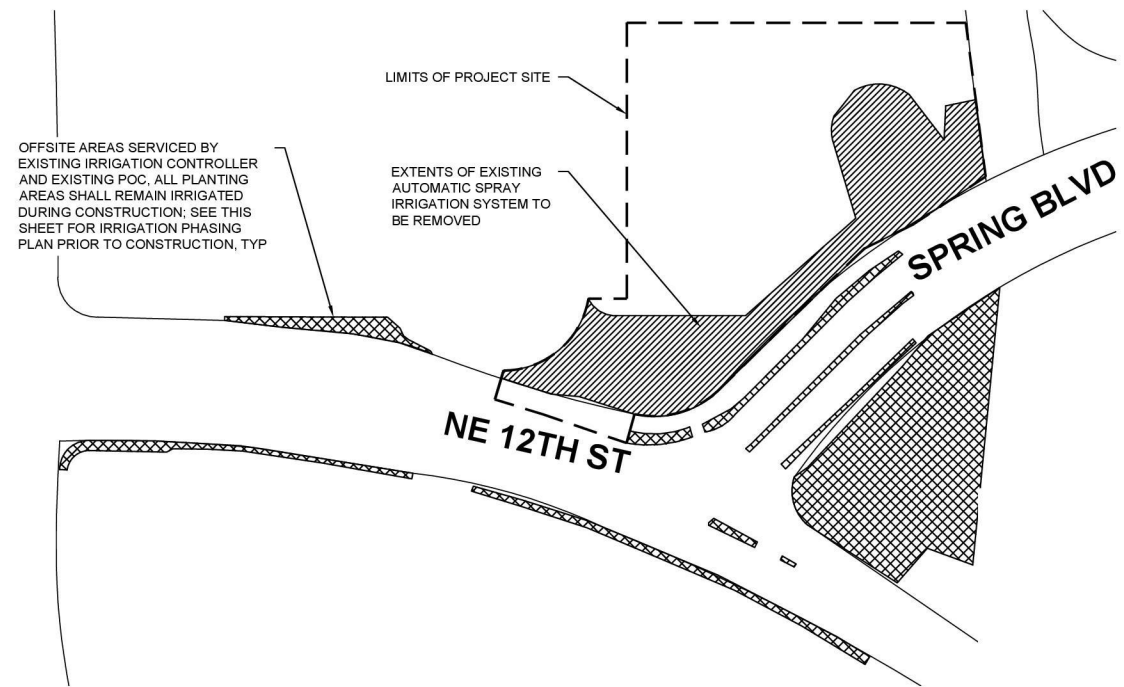 LIMITS OF PROJECT SITE
OFFSITE AREAS SERVICED BY
EXISTING IRRIGATION CONTROLLER
AND EXISTING POC, ALL PLANTING
AREAS SHALL REMAIN IRRIGATED
DURING CONSTRUCTION; SEE THIS
SHEET FOR IRRIGATION PHASING
PLAN PRIOR TO CONSTRUCTION, TYP
EXTENTS OF EXISTING
AUTOMATIC SPRAY
IRRIGATION SYSTEM TO
BE REMOVED
SPRING BLVD
NE 12TH ST